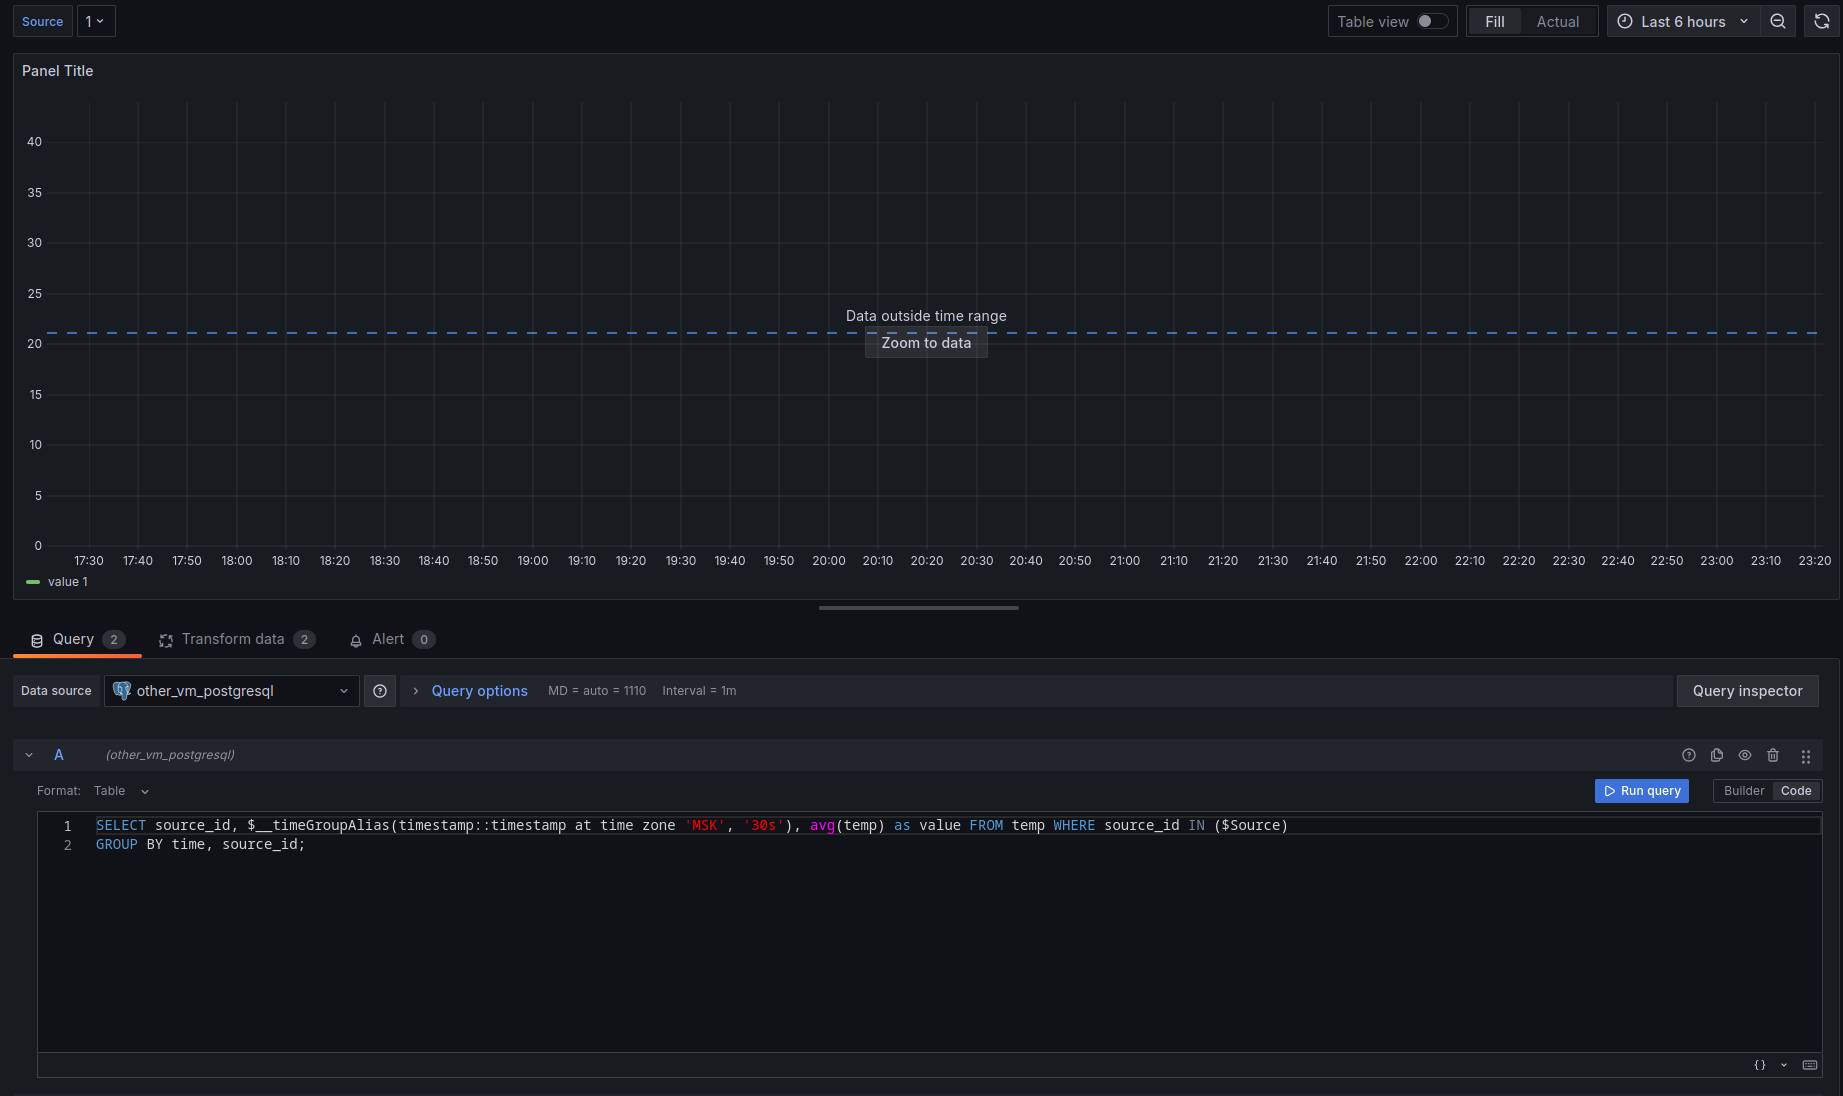 Source 1 Table view Fill Actual Last 6 hours
Panel Title
40
35
30
25
Data outside time range
20 Zoom to data
15
10
5
0
17:30 17:40 17:50 18:00 18:10 18:20 18:30 18:40 18:50 19:00 19:10 19:20 19:30 19:40 19:50 20:00 20:10 20:20 20:30 20:40 20:50 21:00 21:10 21:20 21:30 21:40 21:50 22:00 22:10 22:20 22:30 22:40 22:50 23:00 23:10 23:20
value 1
Query 2 Transform data 2 Alert 0
Data source other_vm_postgresql Query options MD = auto = 1110 Interval = 1m Query inspector
A (other_vm_postgresql)
Format: Table Run query Builder Code
1 SELECT source_id, $__timeGroupAlias(timestamp::timestamp at time zone 'MSK', '30s'), avg(temp) as value FROM temp WHERE source_id IN ($Source)
2 GROUP BY time, source_id;
{}